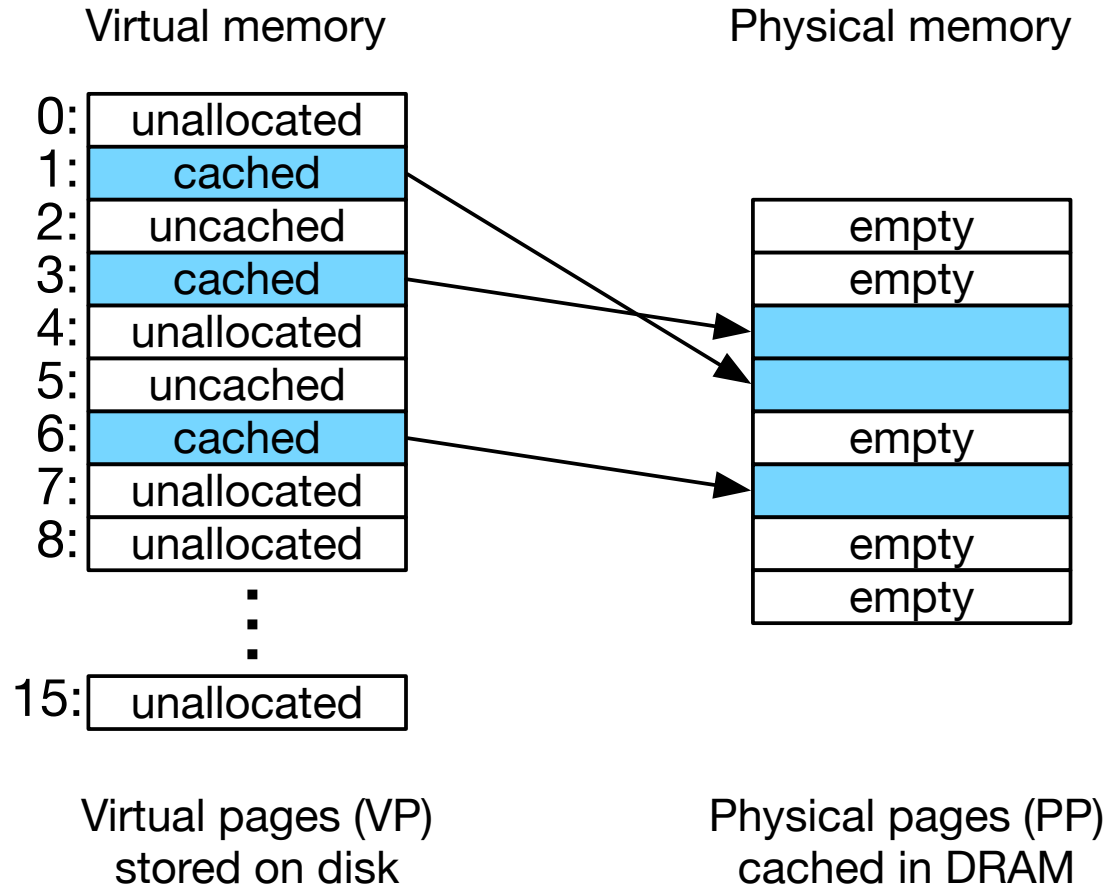 Virtual memory
0: unallocated
1: cached
2: uncached
3: cached
4: unallocated
5: uncached
6: cached
7: unallocated
8: unallocated
15: unallocated
Virtual pages (VP)
stored on disk
Physical memory
empty
empty
empty
empty
empty
Physical pages (PP)
cached in DRAM